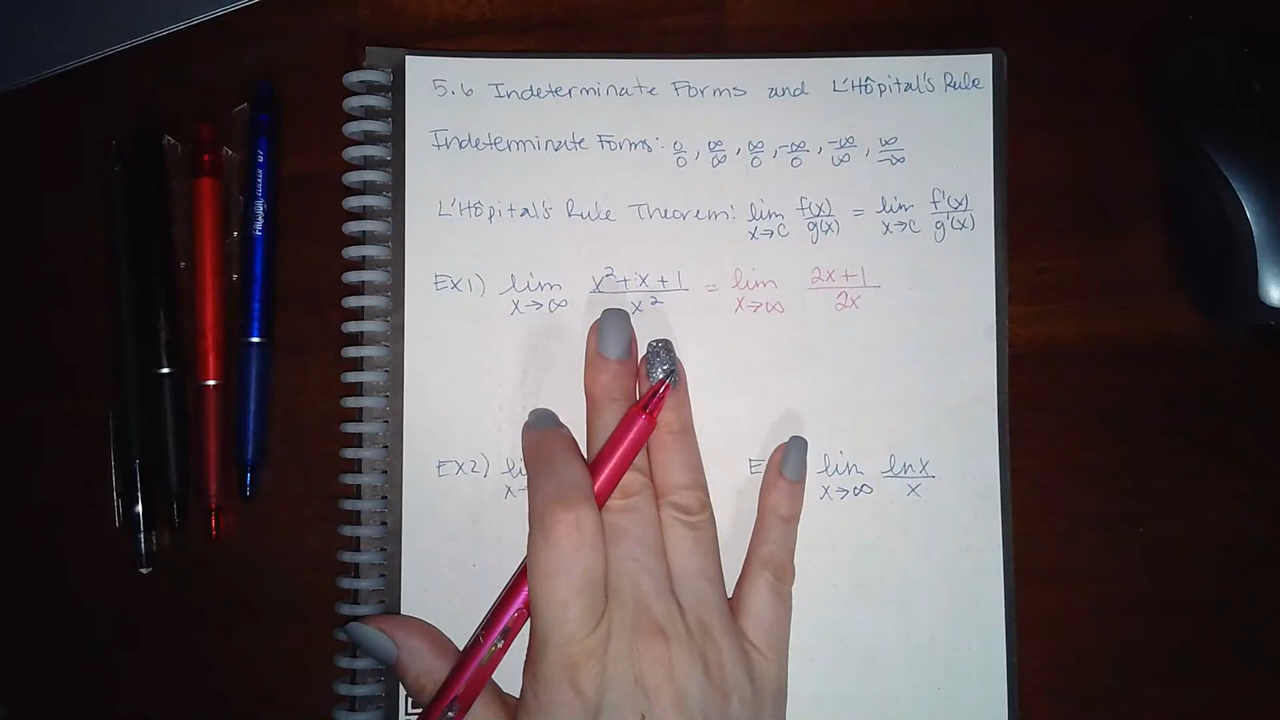 5.6 Indeterminate Forms and L'Hôpital's Rule
Indeterminate Forms: 0/0, ∞/∞, ∞/0, -∞/0, -∞/∞, ∞/-∞
L'Hôpital's Rule Theorem: lim x→c f(x)/g(x) = lim x→c f'(x)/g'(x)
EX1) lim x→∞ x²+x+1/x² = lim x→∞ 2x+1/2x
EX2) lim x→∞ lnx/x